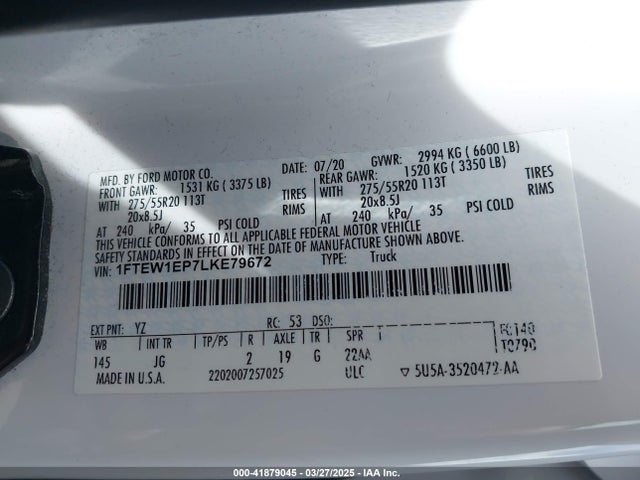 MFD. BY FORD MOTOR CO. DATE: 07/20 GVWR: 2994 KG ( 6600 LB)
FRONT GAWR: 1531 KG ( 3375 LB) REAR GAWR: 1520 KG ( 3350 LB)
WITH 275/55R20 113T TIRES WITH 275/55R20 113T TIRES
20x8.5J RIMS 20x8.5J RIMS
AT 240 kPa/ 35 PSI COLD AT 240 kPa/ 35 PSI COLD
THIS VEHICLE CONFORMS TO ALL APPLICABLE FEDERAL MOTOR VEHICLE
SAFETY STANDARDS IN EFFECT ON THE DATE OF MANUFACTURE SHOWN ABOVE.
VIN: 1FTEW1EP7LKE79672 TYPE: Truck
EXT PNT: YZ RC: 53 DSO:
WB INT TR TP/PS R AXLE TR SPR T FC140
145 JG 2 19 G 22AA T0790
MADE IN U.S.A. 2202007257025 ULC ▽ 5U5A-3520472-AA
000-41879045 | 03/27/2025 | IAA Inc.